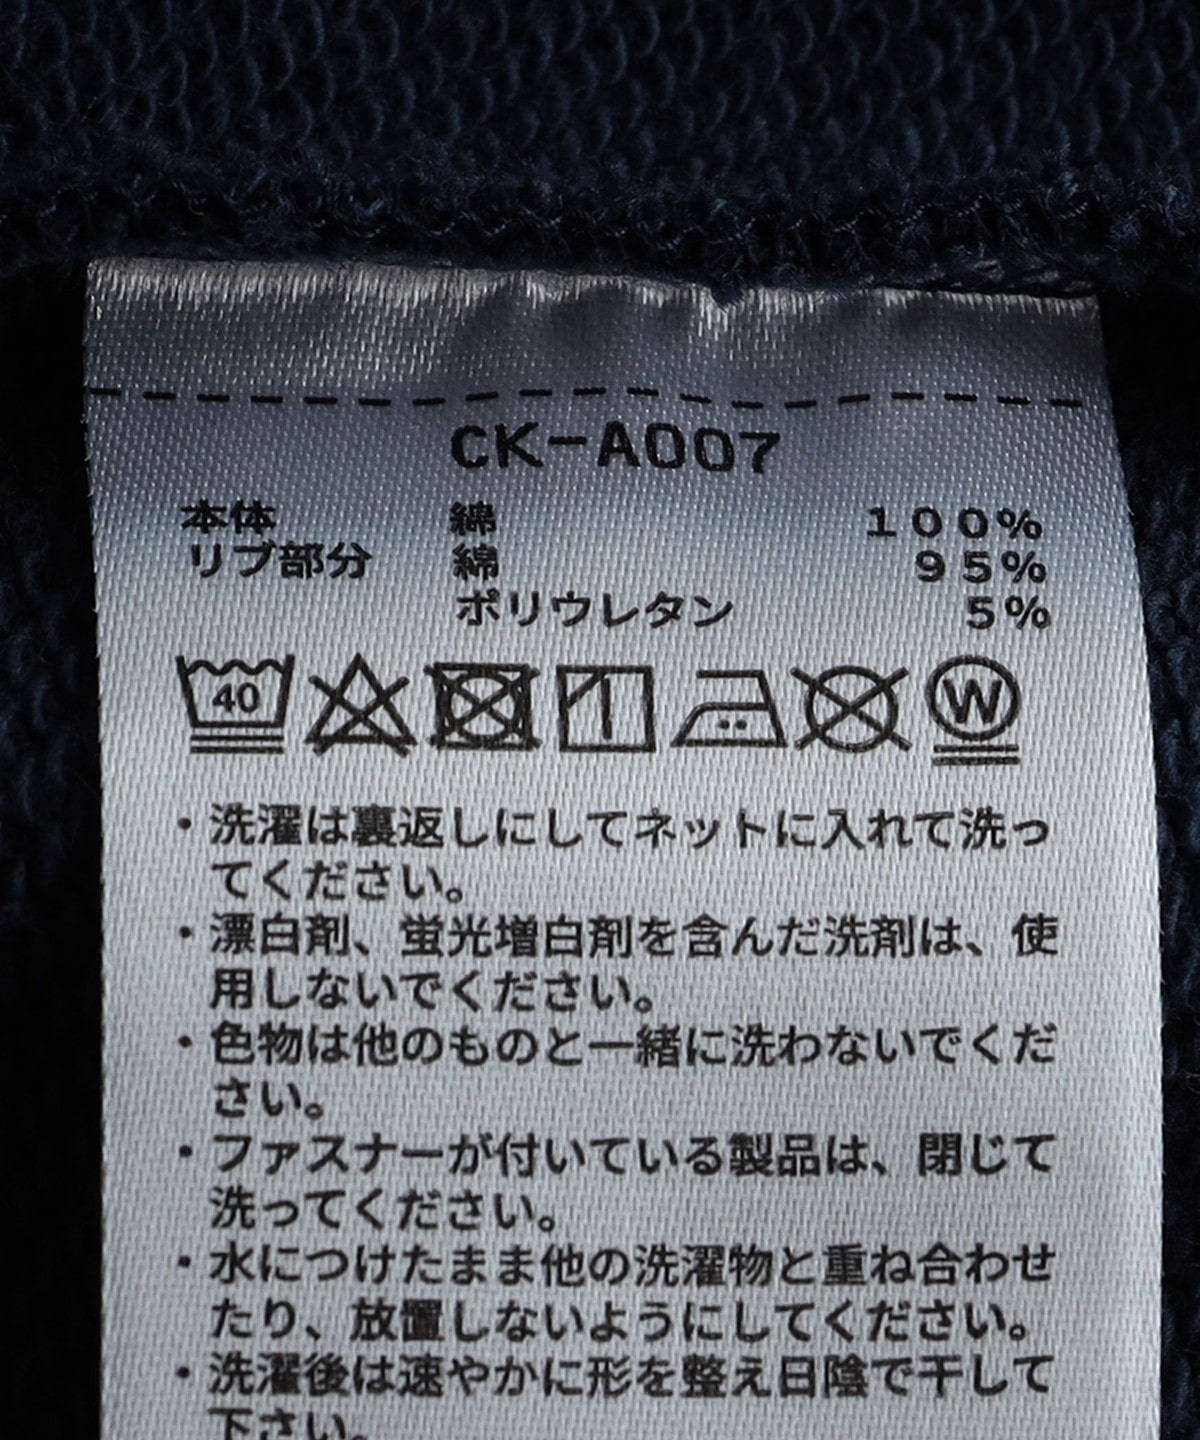 CK-A007
本体 綿 100%
リブ部分 綿 95%
ポリウレタン 5%
40 W
・洗濯は裏返しにしてネットに入れて洗っ
てください。
・漂白剤、蛍光増白剤を含んだ洗剤は、使
用しないでください。
・色物は他のものと一緒に洗わないでくだ
さい。
・ファスナーが付いている製品は、閉じて
洗ってください。
・水につけたまま他の洗濯物と重ね合わせ
たり、放置しないようにしてください。
・洗濯後は速やかに形を整え日陰で干して
下さい。